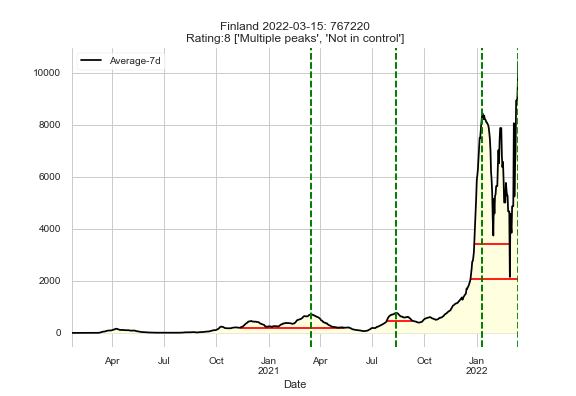 Finland 2022-03-15: 767220
Rating:8 ['Multiple peaks', 'Not in control']
Average-7d
10000
8000
6000
4000
2000
0
Apr Jul Oct Jan Apr Jul Oct Jan
2021 2022
Date